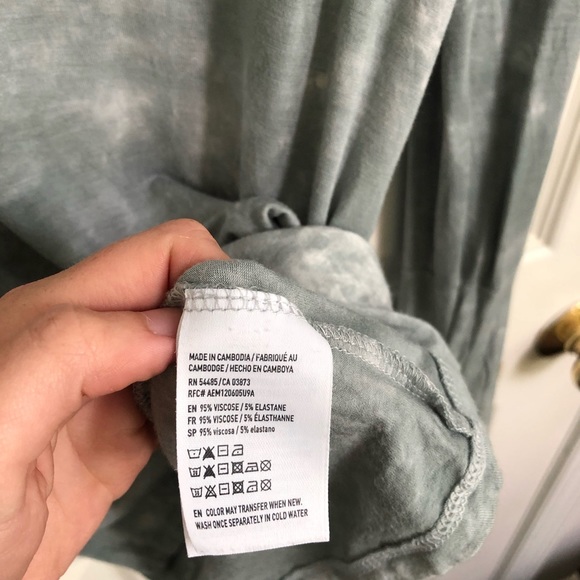 MADE IN CAMBODIA / FABRIQUÉ AU
CAMBODGE / HECHO EN CAMBOYA
RN 54485/CA 03873
RFC# AEM120605U9A
EN 95% VISCOSE / 5% ELASTANE
FR 95% VISCOSE / 5% ÉLASTHANNE
SP 95% viscosa / 5% elastano
EN COLOR MAY TRANSFER WHEN NEW.
WASH ONCE SEPARATELY IN COLD WATER